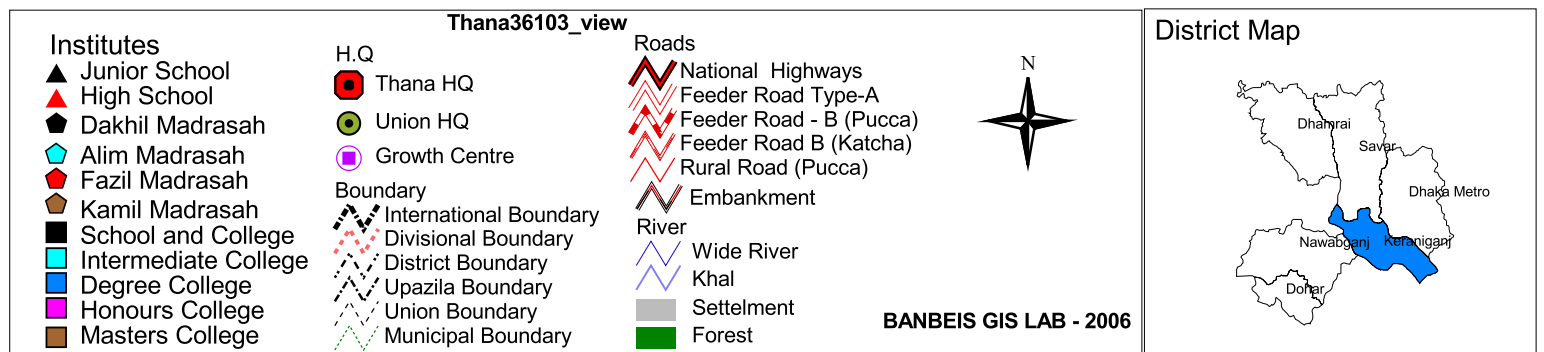 Thana36103_view
Institutes
Junior School
High School
Dakhil Madrasah
Alim Madrasah
Fazil Madrasah
Kamil Madrasah
School and College
Intermediate College
Degree College
Honours College
Masters College
H.Q
Thana HQ
Union HQ
Growth Centre
Boundary
International Boundary
Divisional Boundary
District Boundary
Upazila Boundary
Union Boundary
Municipal Boundary
Roads
National Highways
Feeder Road Type-A
Feeder Road - B (Pucca)
Feeder Road B (Katcha)
Rural Road (Pucca)
Embankment
River
Wide River
Khal
Settelment
Forest
N
BANBEIS GIS LAB - 2006
District Map
Dhamrai
Savar
Dhaka Metro
Nawabganj
Keraniganj
Dohar